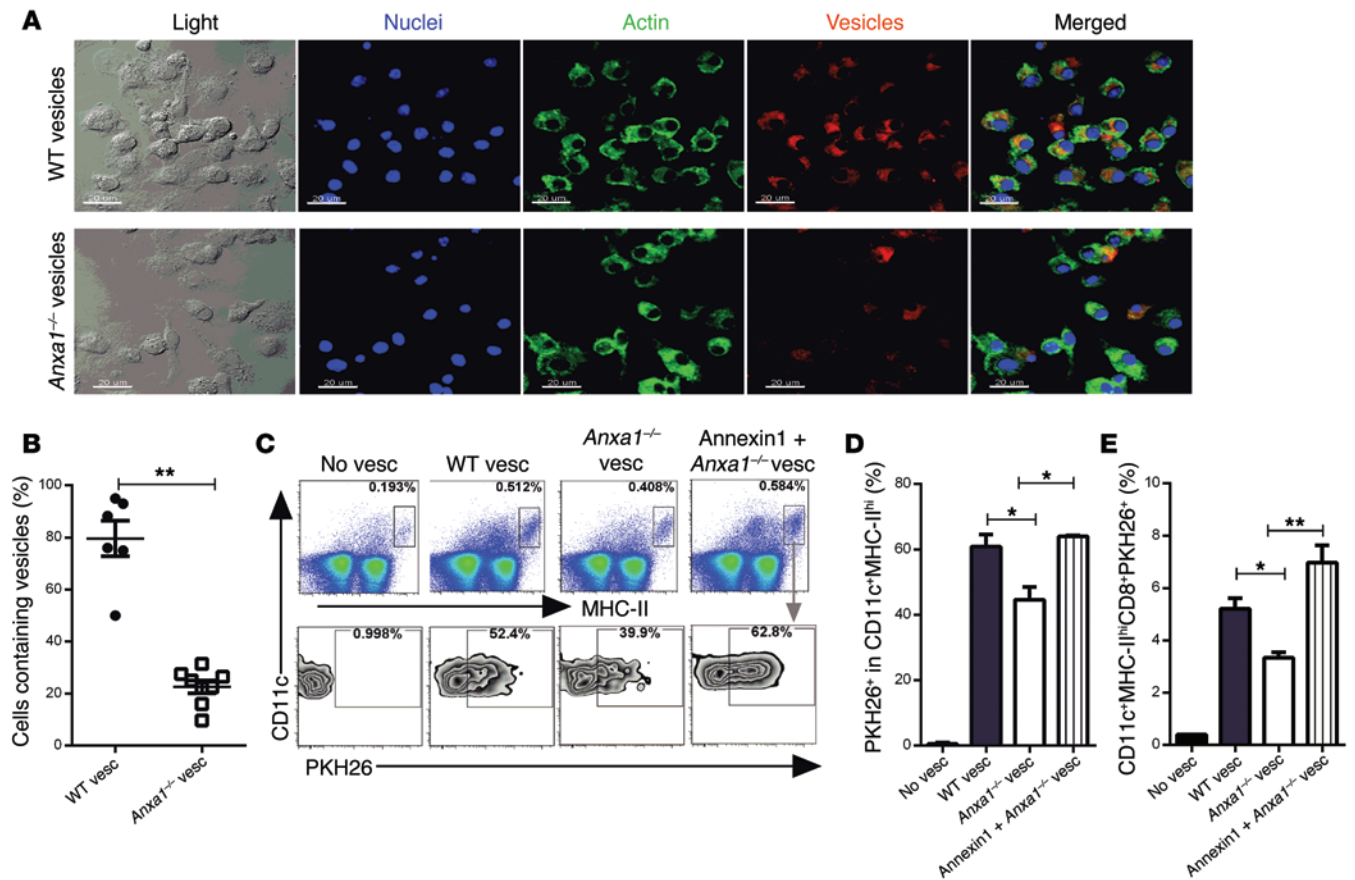 A
Light
Nuclei
Actin
Vesicles
Merged
WT vesicles
20 um
20 um
20 um
20 um
20 um
Anxa1–/– vesicles
20 um
20 um
20 um
20 um
20 um
B
Cells containing vesicles (%)
100
80
60
40
20
0
**
WT vesc
Anxa1–/– vesc
C
No vesc
WT vesc
Anxa1–/–
vesc
Annexin1 +
Anxa1–/– vesc
0.193%
0.512%
0.408%
0.584%
MHC-II
0.998%
52.4%
39.9%
62.8%
CD11c
PKH26
D
PKH26+ in CD11c+MHC-IIhi (%)
80
60
40
20
0
*
*
No vesc
WT vesc
Anxa1–/– vesc
Annexin1 + Anxa1–/– vesc
E
CD11c+MHC-IIhiCD8+PKH26+ (%)
10
8
6
4
2
0
*
**
No vesc
WT vesc
Anxa1–/– vesc
Annexin1 + Anxa1–/– vesc